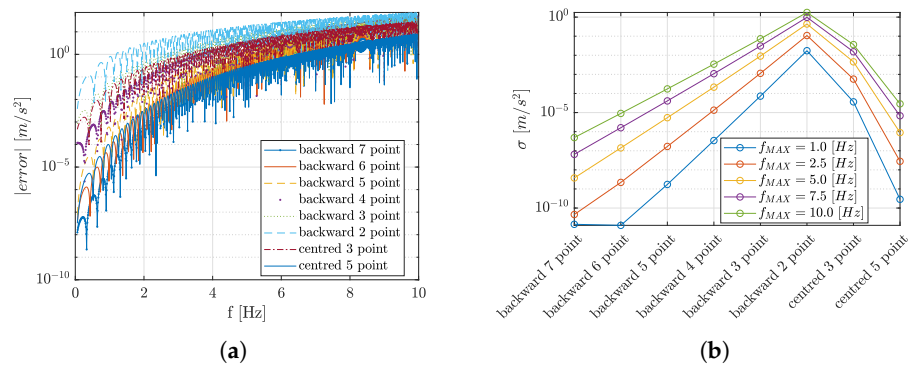 10^0
10^-5
10^-10
|error| [m/s^2]
backward 7 point
backward 6 point
backward 5 point
backward 4 point
backward 3 point
backward 2 point
centred 3 point
centred 5 point
0 2 4 6 8 10
f [Hz]
(a)
10^0
10^-5
10^-10
σ [m/s^2]
f_MAX = 1.0 [Hz]
f_MAX = 2.5 [Hz]
f_MAX = 5.0 [Hz]
f_MAX = 7.5 [Hz]
f_MAX = 10.0 [Hz]
backward 7 point
backward 6 point
backward 5 point
backward 4 point
backward 3 point
backward 2 point
centred 3 point
centred 5 point
(b)